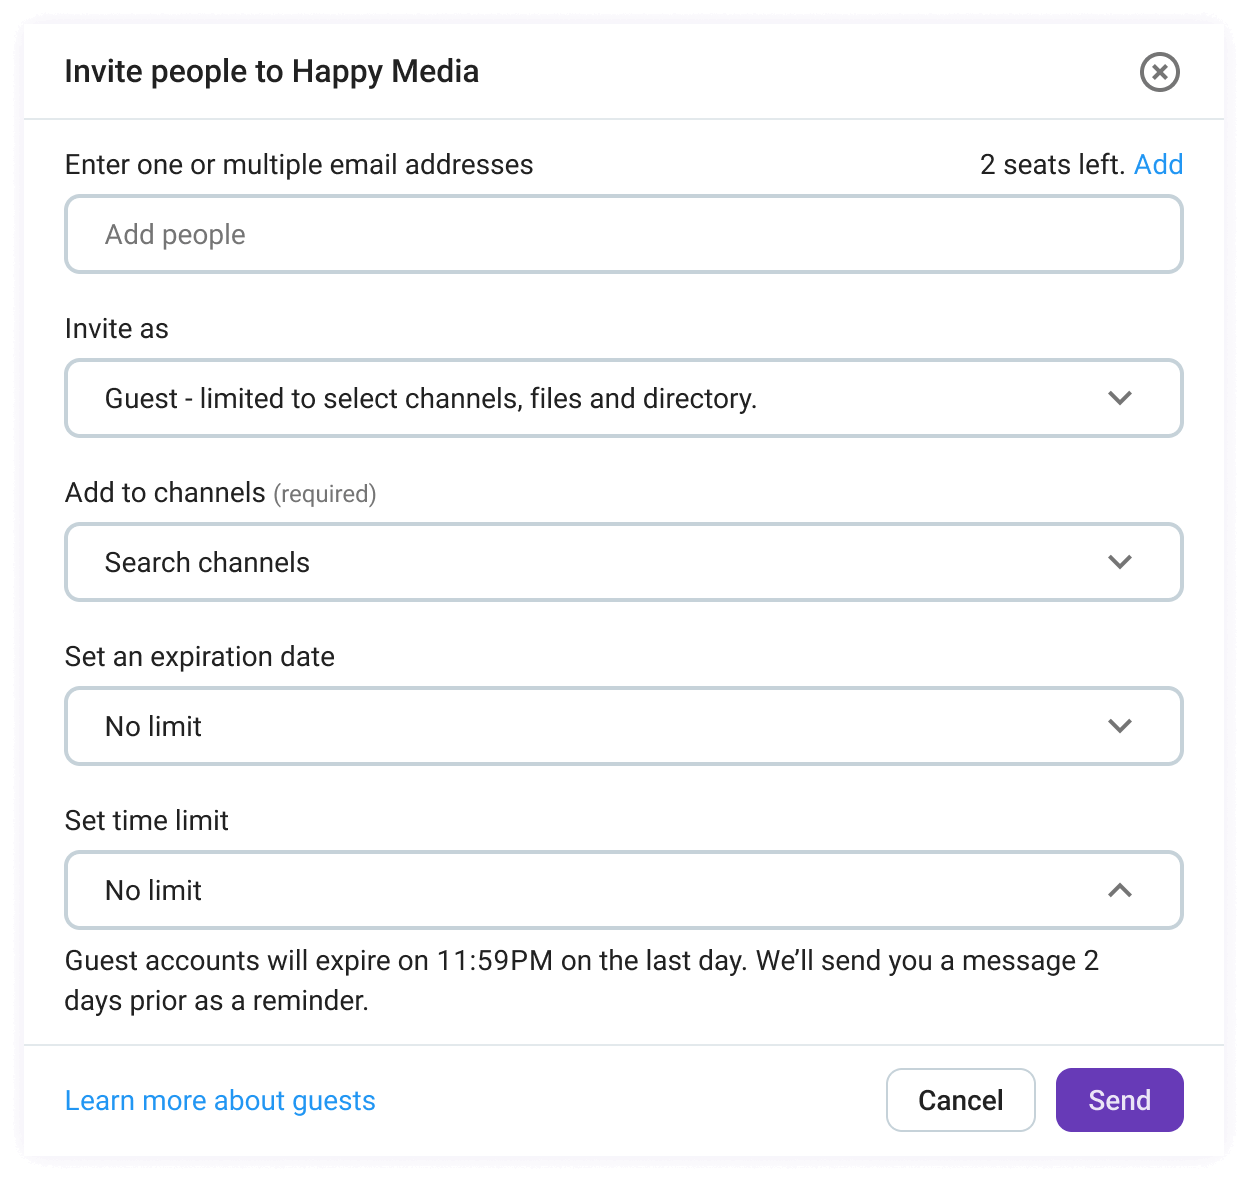 Invite people to Happy Media
Enter one or multiple email addresses
2 seats left. Add
Add people
Invite as
Guest - limited to select channels, files and directory.
Add to channels (required)
Search channels
Set an expiration date
No limit
Set time limit
No limit
Guest accounts will expire on 11:59PM on the last day. We’ll send you a message 2
days prior as a reminder.
Learn more about guests
Cancel
Send